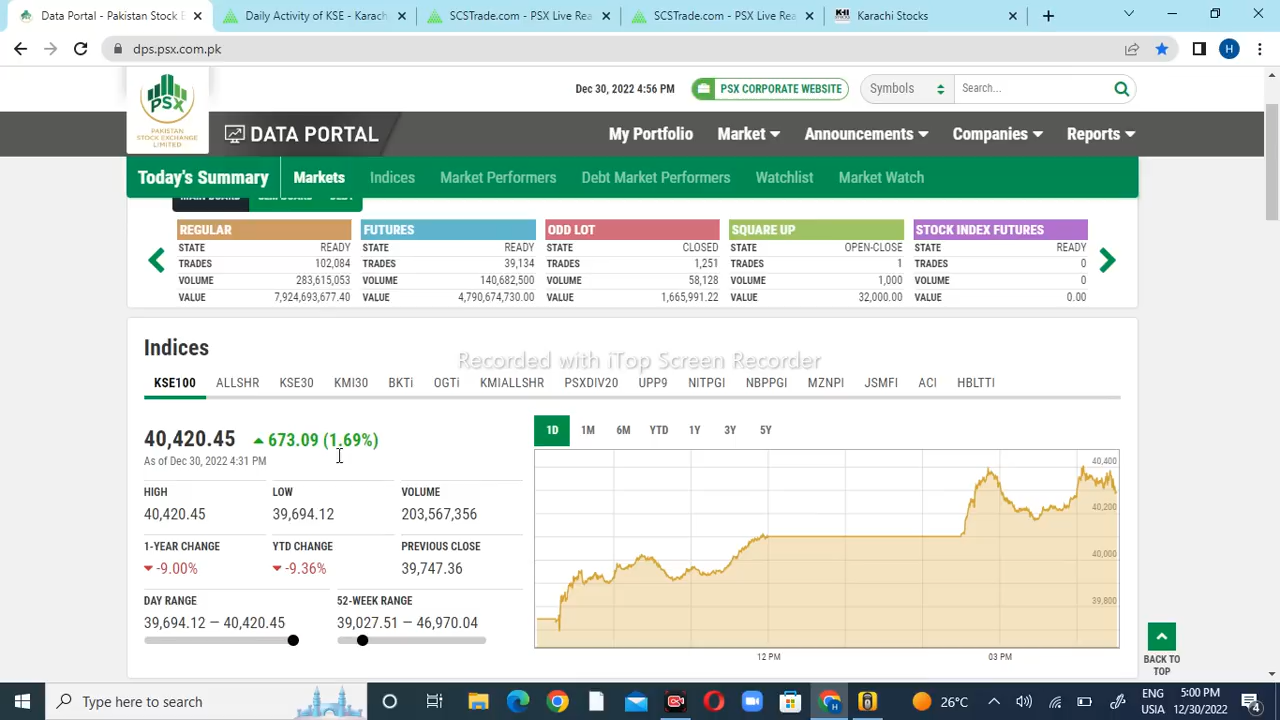 Data Portal - Pakistan Stock Ex
Daily Activity of KSE - Karach
SCSTrade.com - PSX Live Rea
SCSTrade.com - PSX Live Rea
Karachi Stocks
dps.psx.com.pk
H
PSX
PAKISTAN
STOCK EXCHANGE
LIMITED
Dec 30, 2022 4:56 PM
PSX CORPORATE WEBSITE
Symbols
Search...
DATA PORTAL
My Portfolio
Market
Announcements
Companies
Reports
Today's Summary
Markets
Indices
Market Performers
Debt Market Performers
Watchlist
Market Watch
REGULAR
STATE READY
TRADES 102,084
VOLUME 283,615,053
VALUE 7,924,693,677.40
FUTURES
STATE READY
TRADES 39,134
VOLUME 140,682,500
VALUE 4,790,674,730.00
ODD LOT
STATE CLOSED
TRADES 1,251
VOLUME 58,128
VALUE 1,665,991.22
SQUARE UP
STATE OPEN-CLOSE
TRADES 1
VOLUME 1,000
VALUE 32,000.00
STOCK INDEX FUTURES
STATE READY
TRADES 0
VOLUME 0
VALUE 0.00
Indices
Recorded with iTop Screen Recorder
KSE100 ALLSHR KSE30 KMI30 BKTi OGTi KMIALLSHR PSXDIV20 UPP9 NITPGI NBPPGI MZNPI JSMFI ACI HBLTTI
40,420.45 673.09 (1.69%)
As of Dec 30, 2022 4:31 PM
HIGH LOW VOLUME
40,420.45 39,694.12 203,567,356
1-YEAR CHANGE YTD CHANGE PREVIOUS CLOSE
-9.00% -9.36% 39,747.36
DAY RANGE 52-WEEK RANGE
39,694.12 — 40,420.45 39,027.51 — 46,970.04
1D 1M 6M YTD 1Y 3Y 5Y
40,400
40,200
40,000
39,800
12 PM 03 PM
BACK TO
TOP
Type here to search
26°C
ENG
USIA
5:00 PM
12/30/2022
4